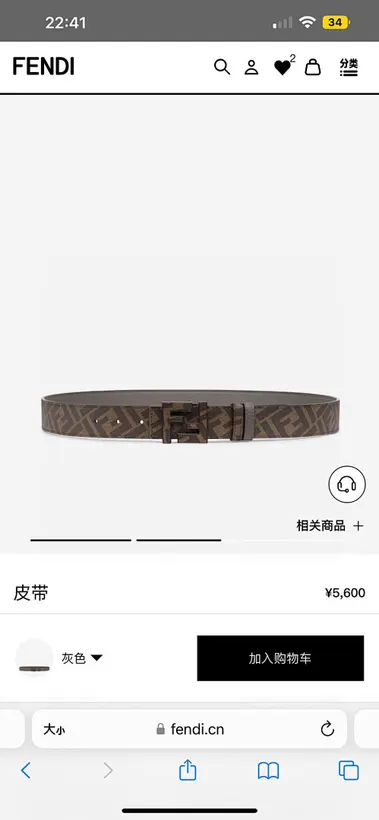 22:41
34
FENDI
2
分类
相关商品 +
皮带
¥5,600
灰色
加入购物车
大小
fendi.cn